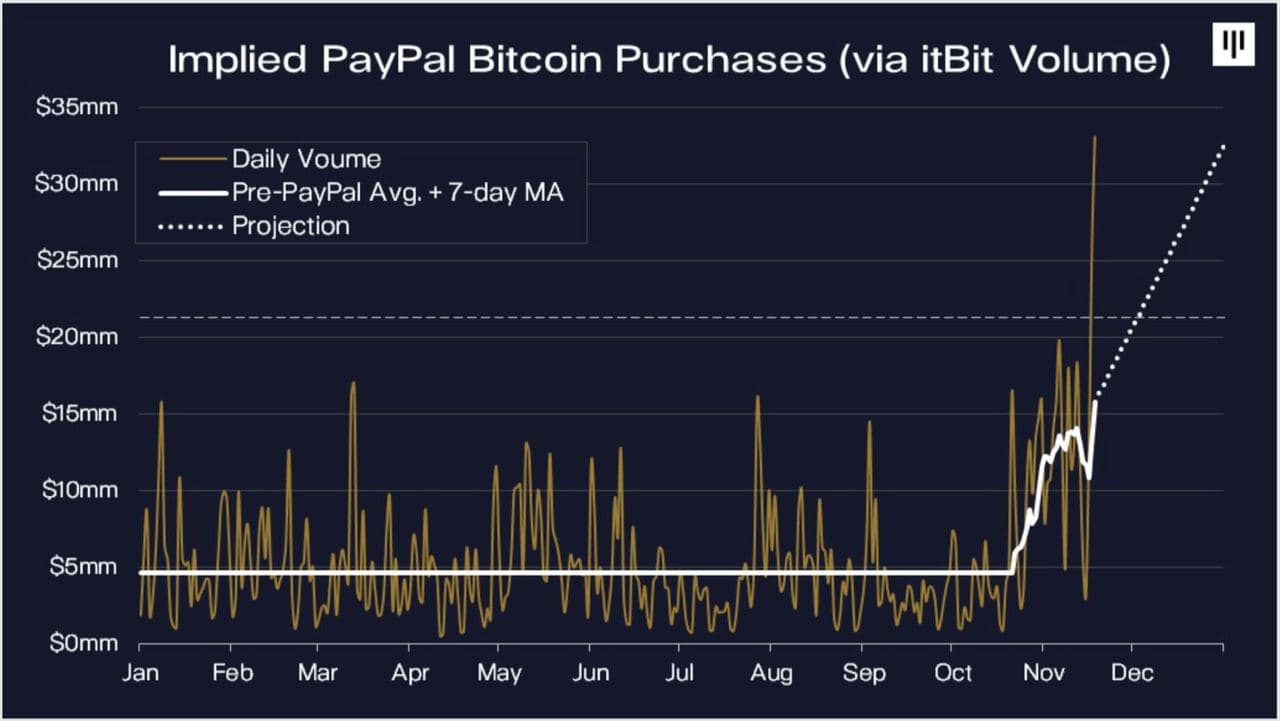 Implied PayPal Bitcoin Purchases (via itBit Volume)
$35mm
Daily Voume
Pre-PayPal Avg. + 7-day MA
Projection
$30mm
$25mm
$20mm
$15mm
$10mm
$5mm
$0mm
Jan Feb Mar Apr May Jun Jul Aug Sep Oct Nov Dec